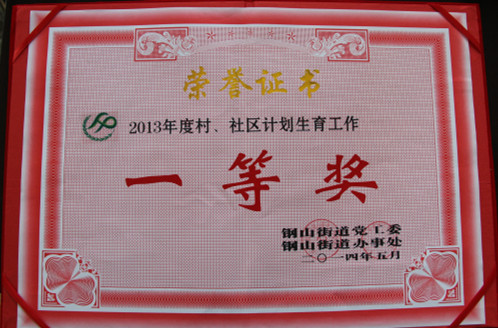 荣誉证书
2013年度村、社区计划生育工作
一等奖
钢山街道党工委
钢山街道办事处
二〇一四年五月